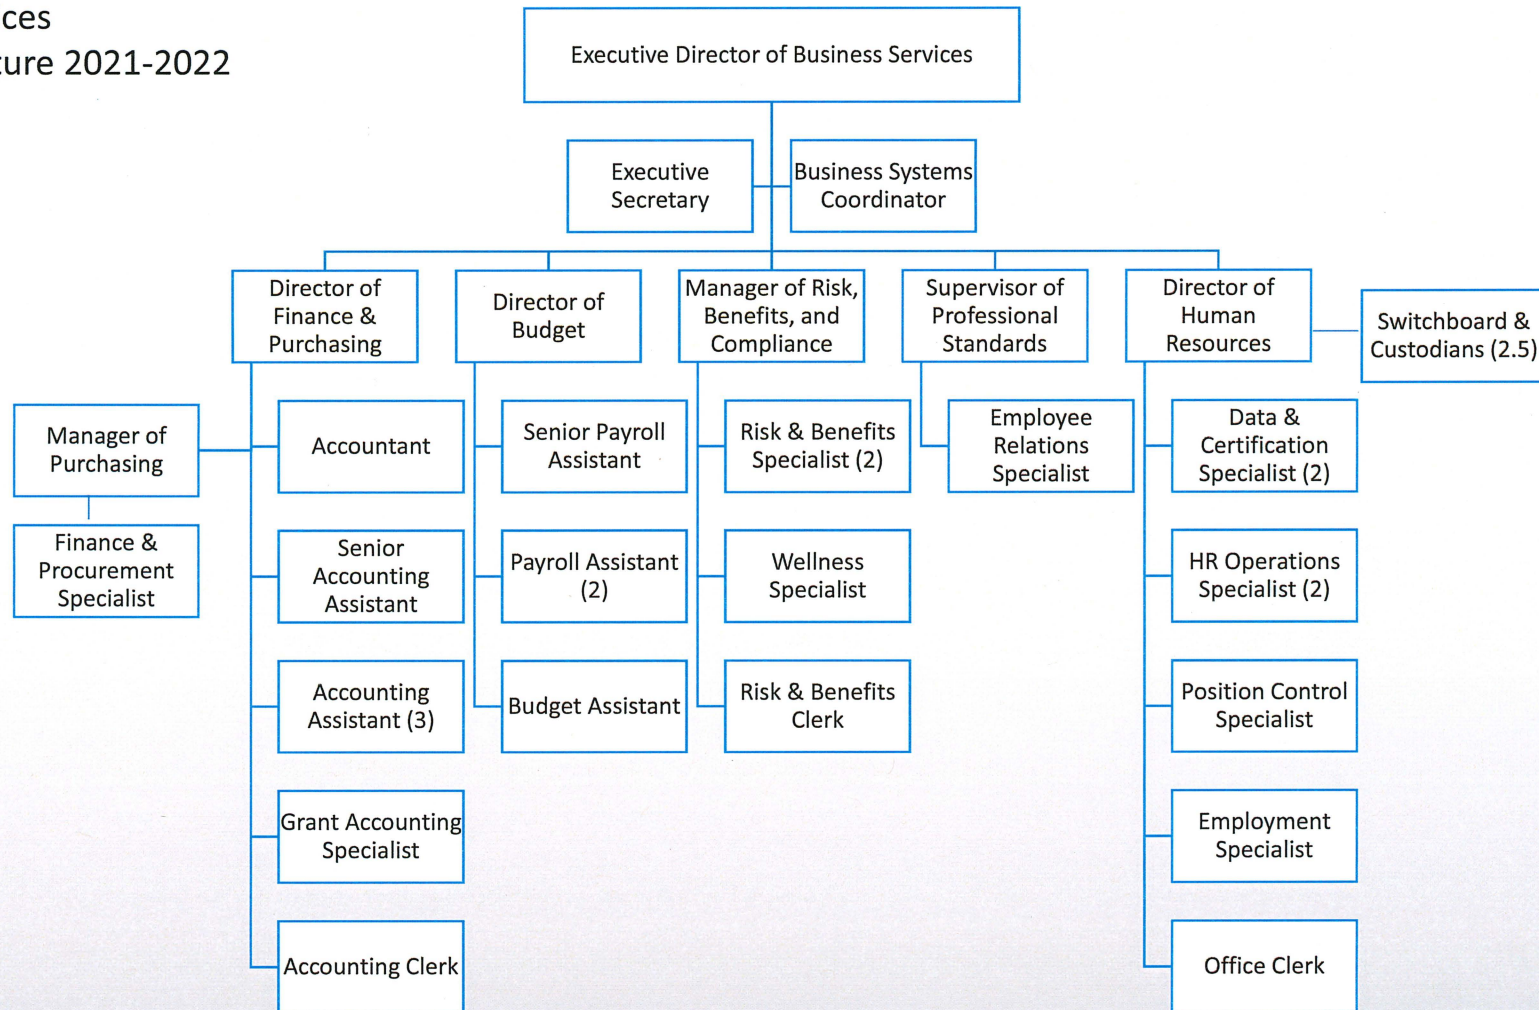 ces
ture 2021-2022
Executive Director of Business Services
Executive
Secretary
Business Systems
Coordinator
Director of
Finance &
Purchasing
Director of
Budget
Manager of Risk,
Benefits, and
Compliance
Supervisor of
Professional
Standards
Director of
Human
Resources
Switchboard &
Custodians (2.5)
Manager of
Purchasing
Finance &
Procurement
Specialist
Accountant
Senior
Accounting
Assistant
Accounting
Assistant (3)
Grant Accounting
Specialist
Accounting Clerk
Senior Payroll
Assistant
Payroll Assistant
(2)
Budget Assistant
Risk & Benefits
Specialist (2)
Wellness
Specialist
Risk & Benefits
Clerk
Employee
Relations
Specialist
Data &
Certification
Specialist (2)
HR Operations
Specialist (2)
Position Control
Specialist
Employment
Specialist
Office Clerk